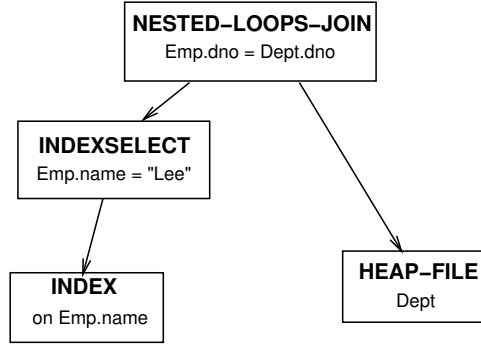 NESTED–LOOPS–JOIN
Emp.dno = Dept.dno
INDEXSELECT
Emp.name = "Lee"
INDEX
on Emp.name
HEAP–FILE
Dept